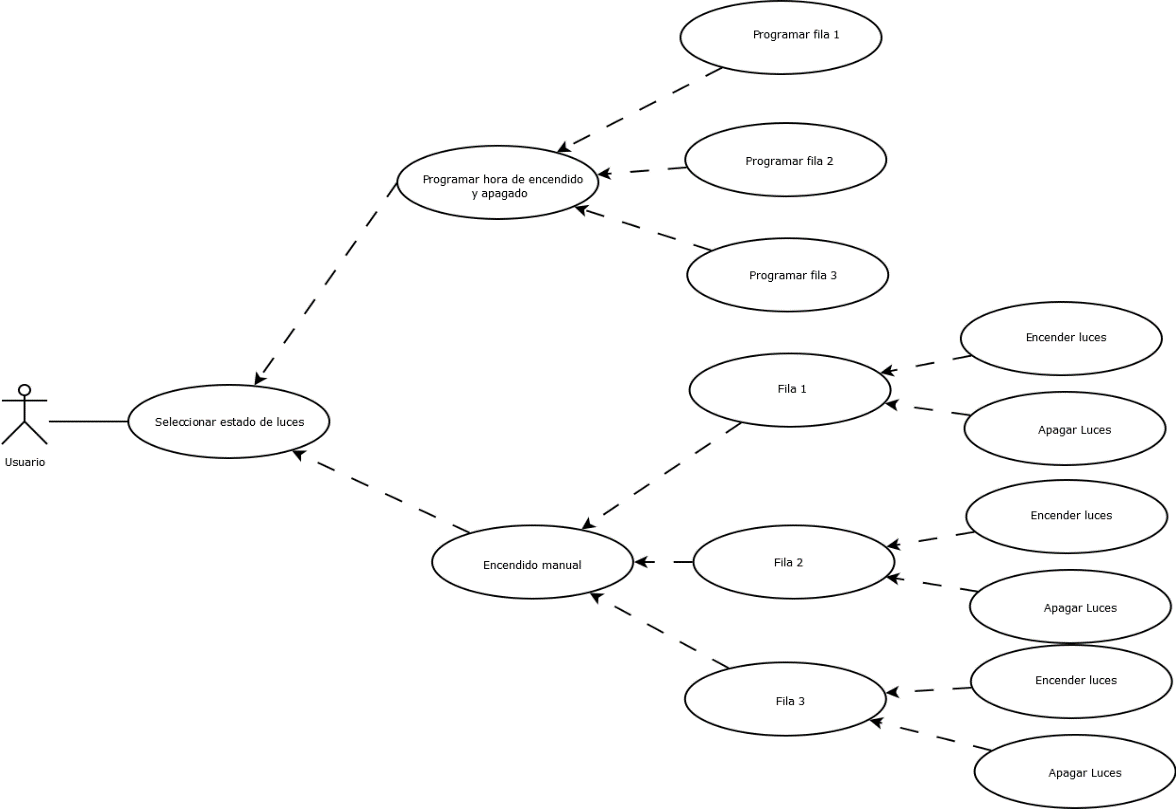 Programar fila 1
Programar fila 2
Programar hora de encendido
y apagado
Programar fila 3
Encender luces
Fila 1
Seleccionar estado de luces
Apagar Luces
Usuario
Encender luces
Encendido manual
Fila 2
Apagar Luces
Encender luces
Fila 3
Apagar Luces